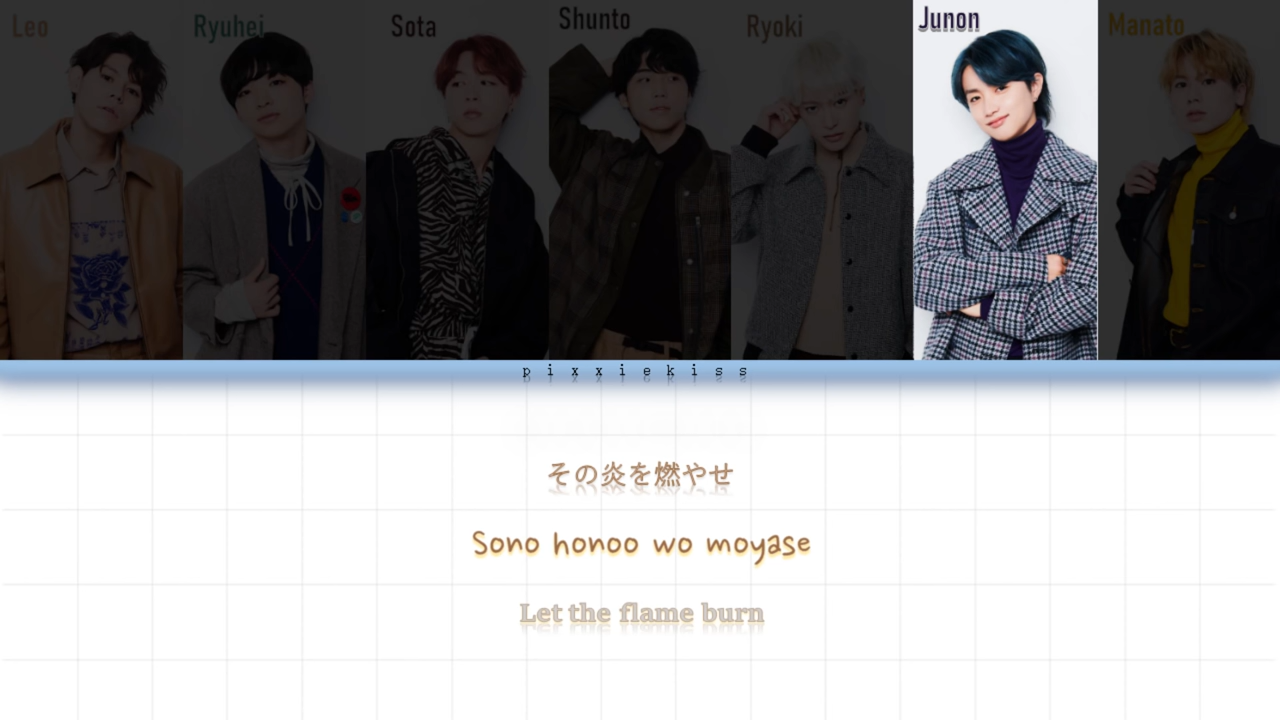 Leo Ryuhei Sota Shunto Ryoki Junon Manato
pixxiekiss
その炎を燃やせ
Sono honoo wo moyase
Let the flame burn